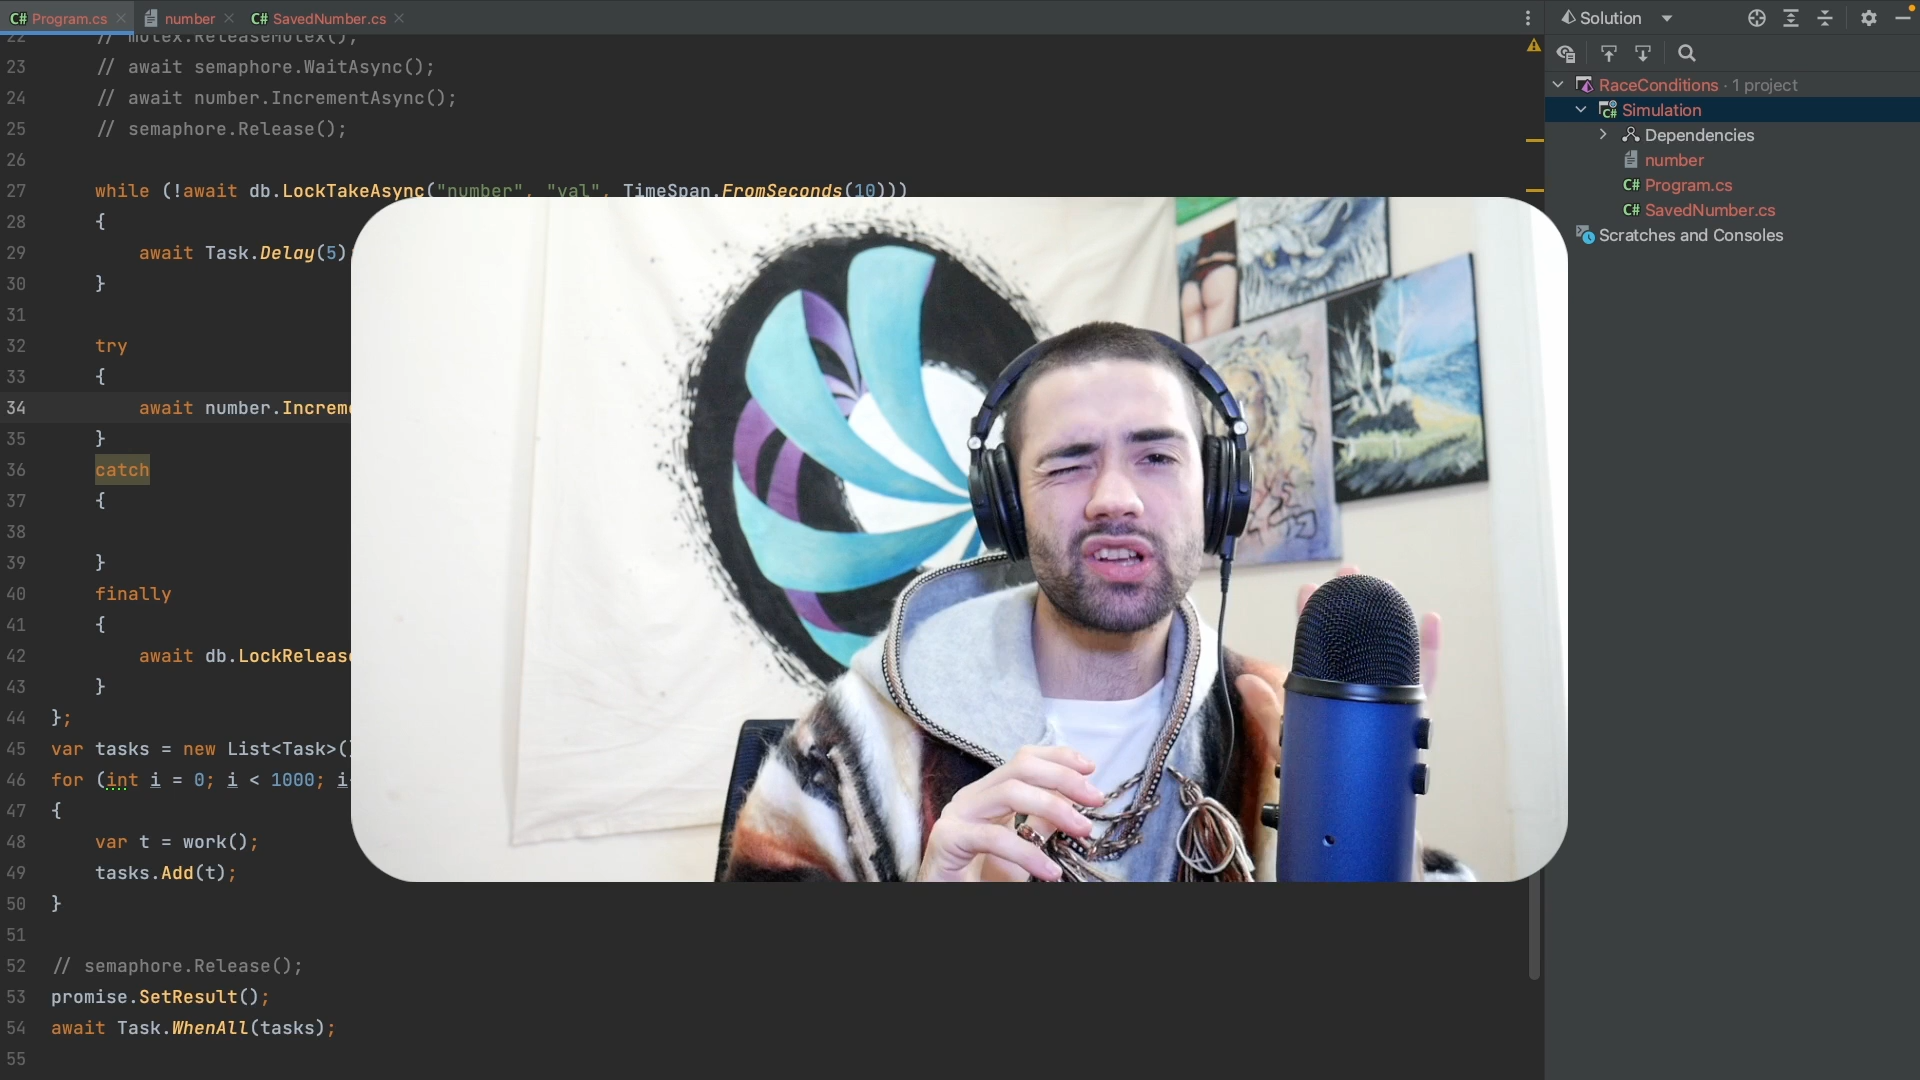 Program.cs
number
SavedNumber.cs
Solution
22 // mutex.ReleaseMutex();
23 // await semaphore.WaitAsync();
24 // await number.IncrementAsync();
25 // semaphore.Release();
26
27 while (!await db.LockTakeAsync("number", "val", TimeSpan.FromSeconds(10)))
28 {
29 await Task.Delay(5);
30 }
31
32 try
33 {
34 await number.Increme
35 }
36 catch
37 {
38
39 }
40 finally
41 {
42 await db.LockRelease
43 }
44 };
45 var tasks = new List<Task>()
46 for (int i = 0; i < 1000; i
47 {
48 var t = work();
49 tasks.Add(t);
50 }
51
52 // semaphore.Release();
53 promise.SetResult();
54 await Task.WhenAll(tasks);
55
RaceConditions · 1 project
Simulation
Dependencies
number
Program.cs
SavedNumber.cs
Scratches and Consoles